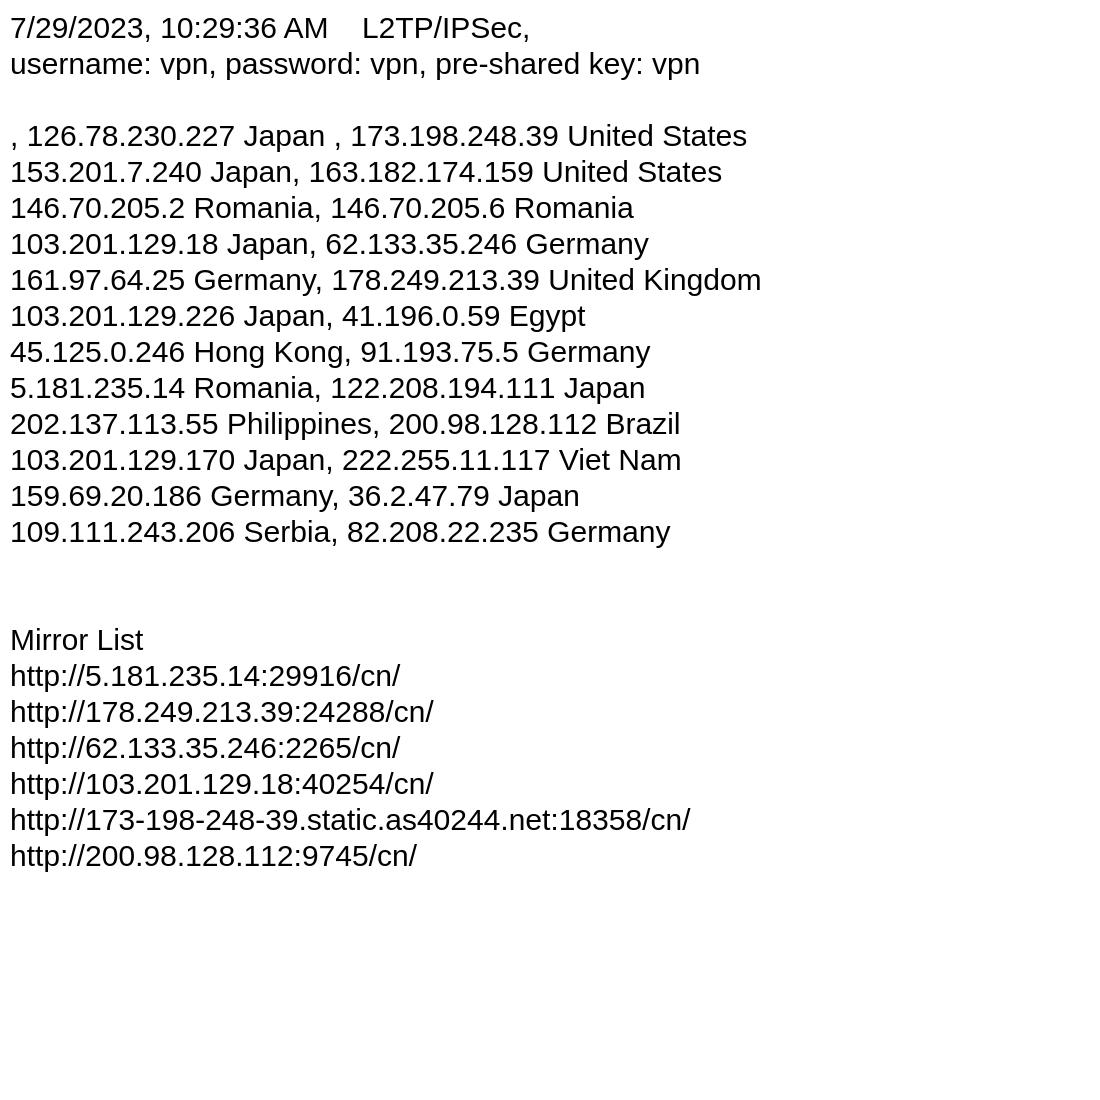 7/29/2023, 10:29:36 AM    L2TP/IPSec,
username: vpn, password: vpn, pre-shared key: vpn
, 126.78.230.227 Japan , 173.198.248.39 United States
153.201.7.240 Japan, 163.182.174.159 United States
146.70.205.2 Romania, 146.70.205.6 Romania
103.201.129.18 Japan, 62.133.35.246 Germany
161.97.64.25 Germany, 178.249.213.39 United Kingdom
103.201.129.226 Japan, 41.196.0.59 Egypt
45.125.0.246 Hong Kong, 91.193.75.5 Germany
5.181.235.14 Romania, 122.208.194.111 Japan
202.137.113.55 Philippines, 200.98.128.112 Brazil
103.201.129.170 Japan, 222.255.11.117 Viet Nam
159.69.20.186 Germany, 36.2.47.79 Japan
109.111.243.206 Serbia, 82.208.22.235 Germany
Mirror List
http://5.181.235.14:29916/cn/
http://178.249.213.39:24288/cn/
http://62.133.35.246:2265/cn/
http://103.201.129.18:40254/cn/
http://173-198-248-39.static.as40244.net:18358/cn/
http://200.98.128.112:9745/cn/